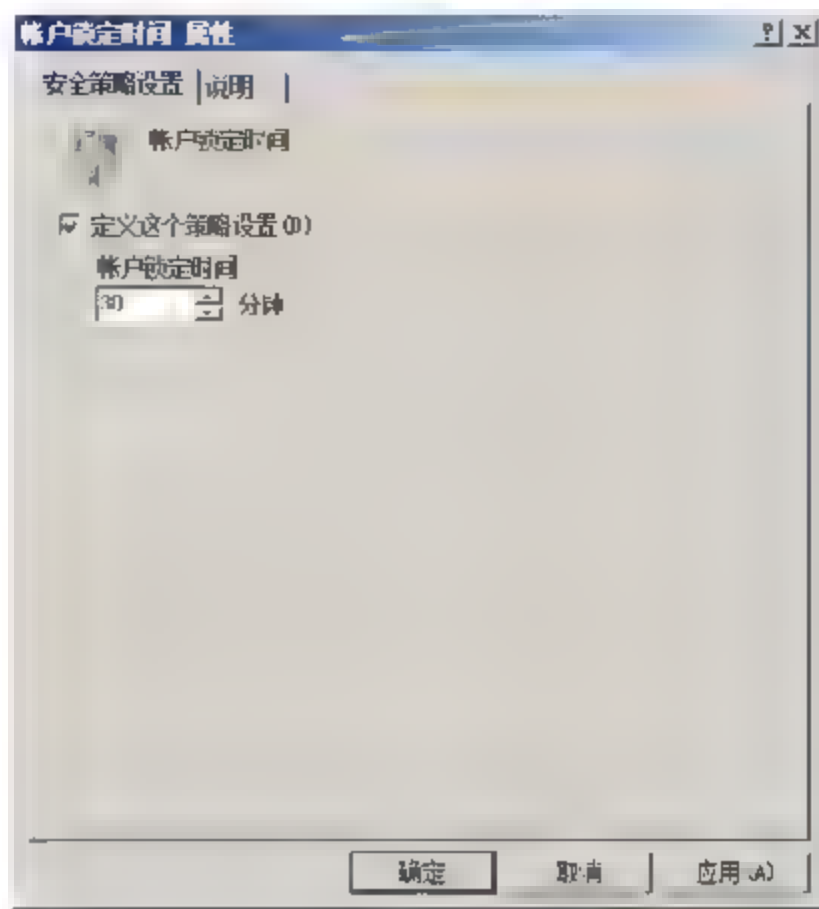 帐户锁定时间 属性
安全策略设置 说明
帐户锁定时间
定义这个策略设置(D)
帐户锁定时间
30 分钟
确定 取消 应用(A)